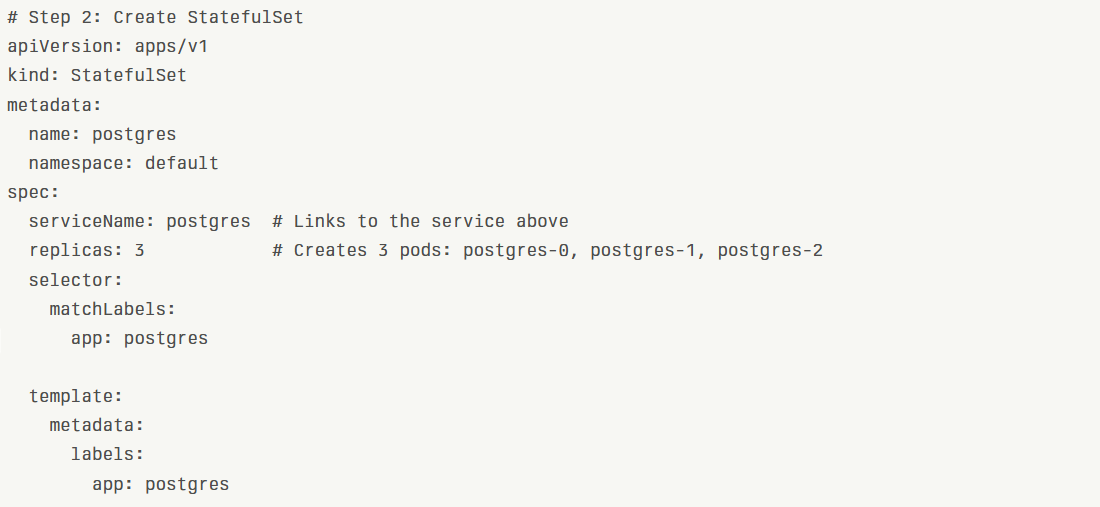 # Step 2: Create StatefulSet
apiVersion: apps/v1
kind: StatefulSet
metadata:
  name: postgres
  namespace: default
spec:
  serviceName: postgres  # Links to the service above
  replicas: 3            # Creates 3 pods: postgres-0, postgres-1, postgres-2
  selector:
    matchLabels:
      app: postgres

  template:
    metadata:
      labels:
        app: postgres